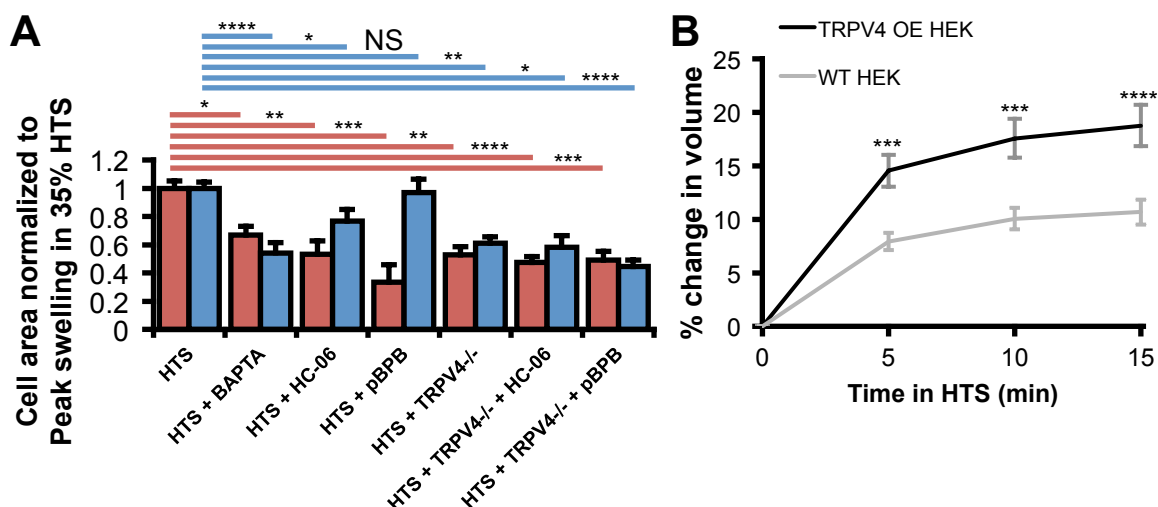 A
****
*
NS
**
*
****
*
**
***
**
****
***
Cell area normalized to
Peak swelling in 35% HTS
1.2
1
0.8
0.6
0.4
0.2
0
HTS
HTS + BAPTA
HTS + HC-06
HTS + pBPB
HTS + TRPV4-/-
HTS + TRPV4-/- + HC-06
HTS + TRPV4-/- + pBPB
B
TRPV4 OE HEK
WT HEK
% change in volume
25
20
15
10
5
0
***
***
****
0 5 10 15
Time in HTS (min)